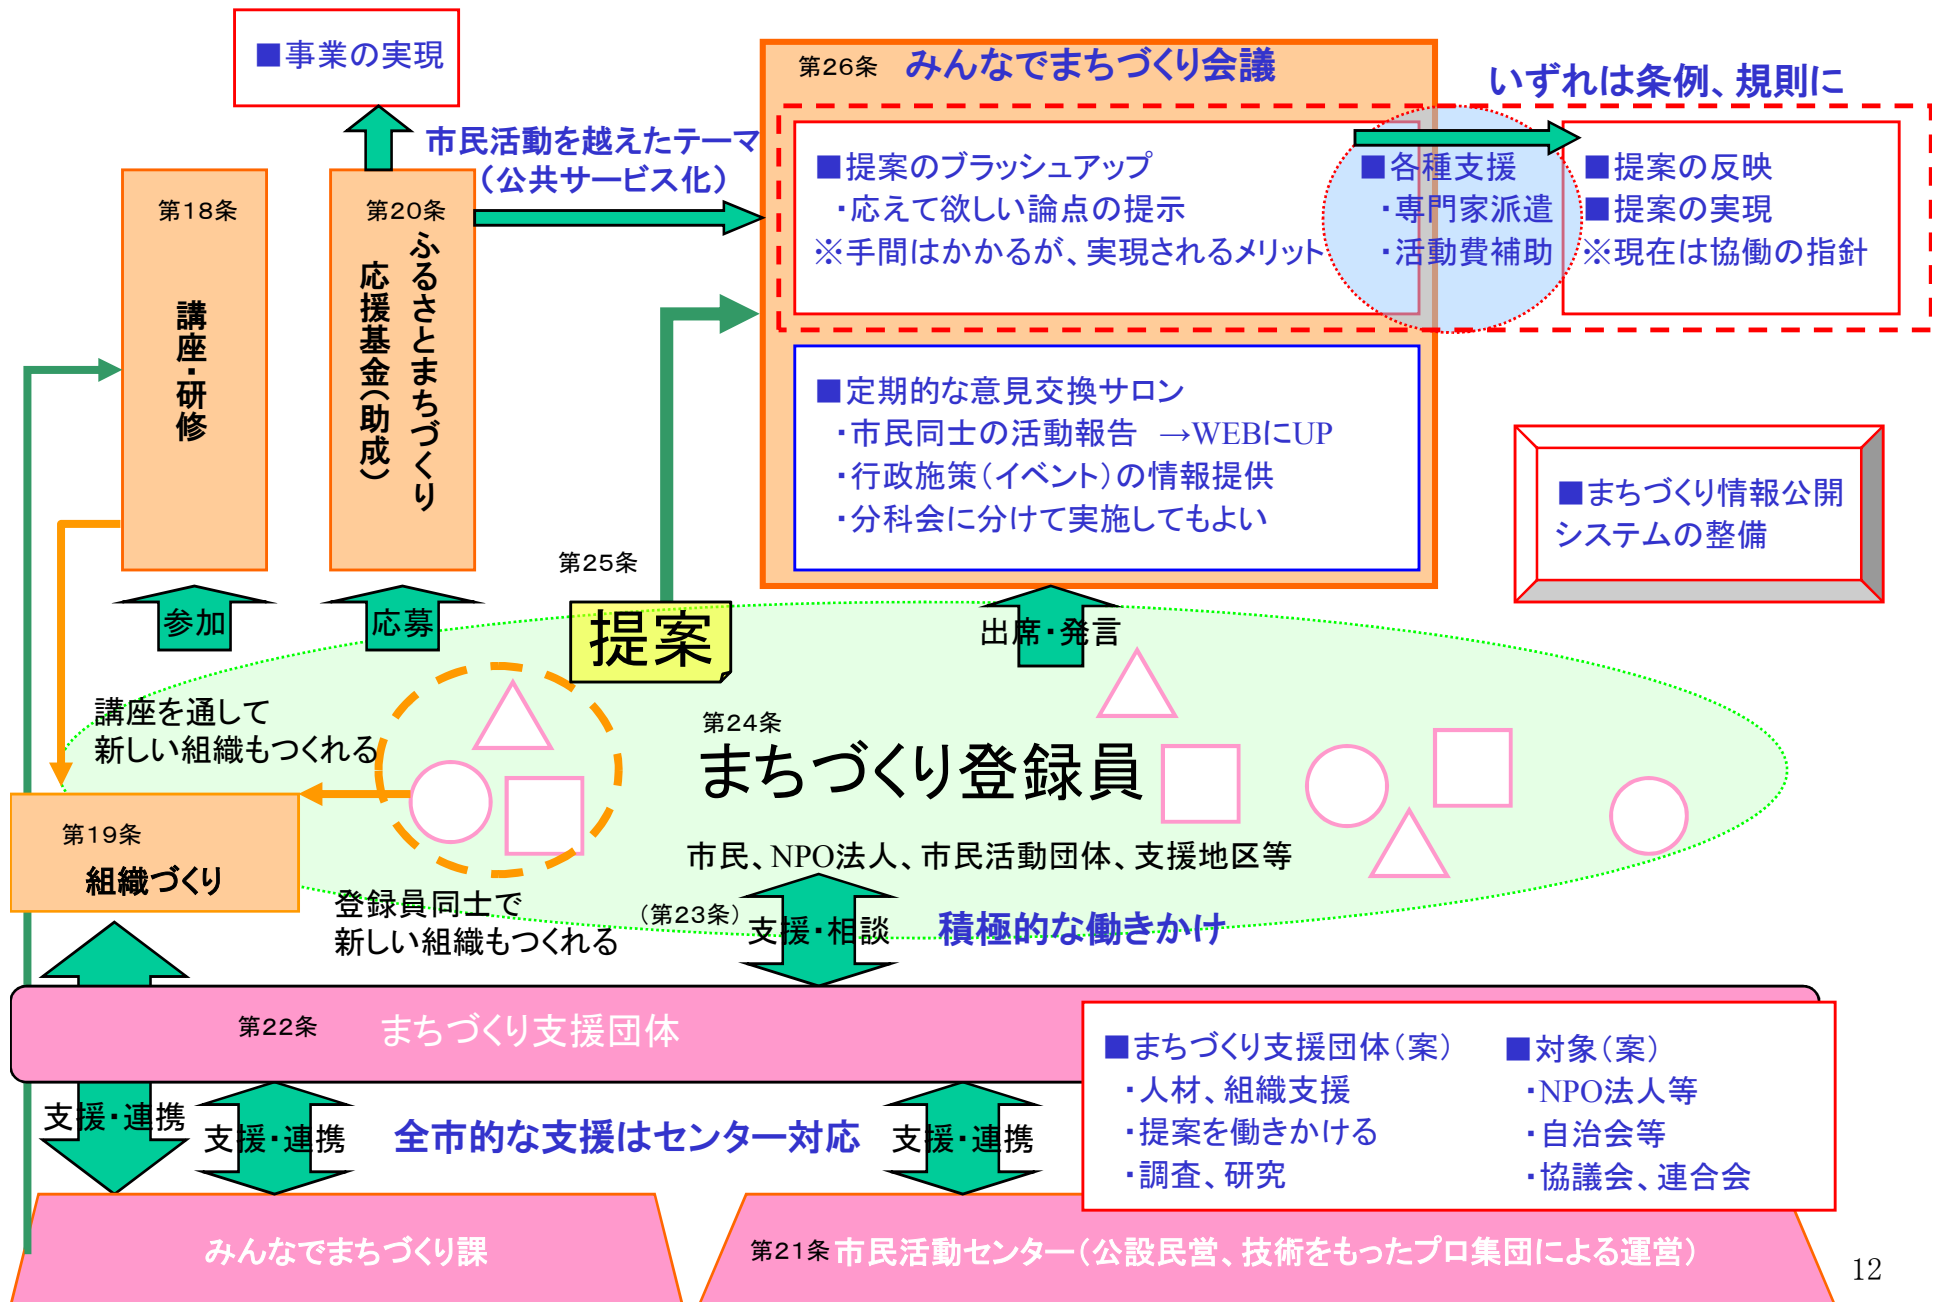 ■事業の実現
第26条 みんなでまちづくり会議
いずれは条例、規則に
市民活動を越えたテーマ
（公共サービス化）
■提案のブラッシュアップ
・応えて欲しい論点の提示
※手間はかかるが、実現されるメリット
■各種支援
・専門家派遣
・活動費補助
■提案の反映
■提案の実現
※現在は協働の指針
第18条
講座・研修
第20条
ふるさとまちづくり
応援基金（助成）
■定期的な意見交換サロン
・市民同士の活動報告　→WEBにUP
・行政施策（イベント）の情報提供
・分科会に分けて実施してもよい
■まちづくり情報公開
システムの整備
第25条
提案
参加
応募
出席・発言
講座を通して
新しい組織もつくれる
第24条
まちづくり登録員
市民、NPO法人、市民活動団体、支援地区等
第19条
組織づくり
登録員同士で
新しい組織もつくれる
（第23条）
支援・相談
積極的な働きかけ
第22条 まちづくり支援団体
■まちづくり支援団体（案）
・人材、組織支援
・提案を働きかける
・調査、研究
■対象（案）
・NPO法人等
・自治会等
・協議会、連合会
支援・連携
支援・連携
全市的な支援はセンター対応
支援・連携
みんなでまちづくり課
第21条 市民活動センター（公設民営、技術をもったプロ集団による運営）
12